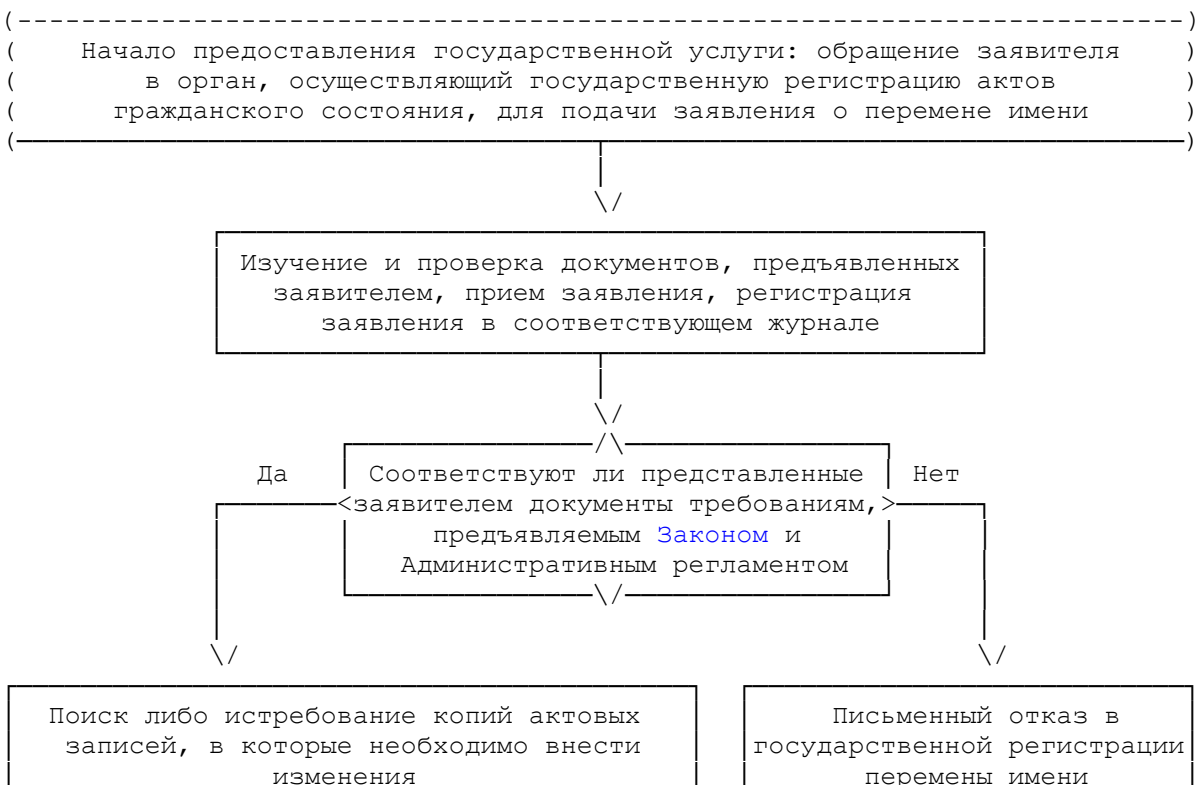 Начало предоставления государственной услуги: обращение заявителя
в орган, осуществляющий государственную регистрацию актов
гражданского состояния, для подачи заявления о перемене имени
Изучение и проверка документов, предъявленных
заявителем, прием заявления, регистрация
заявления в соответствующем журнале
Да
Соответствуют ли представленные
Нет
заявителем документы требованиям,
предъявляемым Законом и
Административным регламентом
Поиск либо истребование копий актовых
записей, в которые необходимо внести
изменения
Письменный отказ в
государственной регистрации
перемены имени